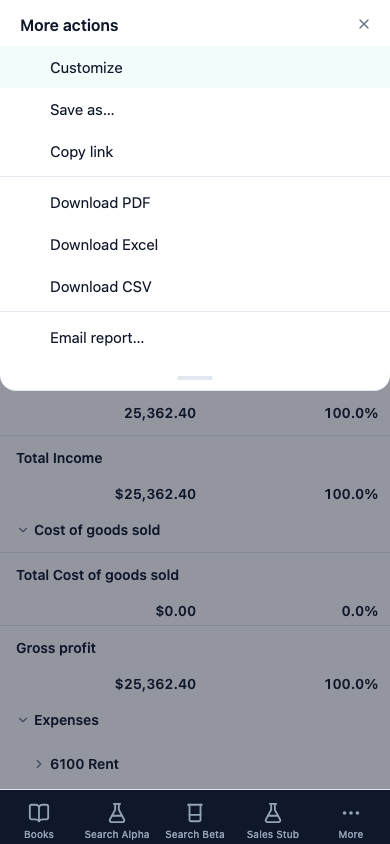 More actions
Customize
Save as...
Copy link
Download PDF
Download Excel
Download CSV
Email report...
25,362.40 100.0%
Total Income
$25,362.40 100.0%
Cost of goods sold
Total Cost of goods sold
$0.00 0.0%
Gross profit
$25,362.40 100.0%
Expenses
6100 Rent
Books Search Alpha Search Beta Sales Stub More